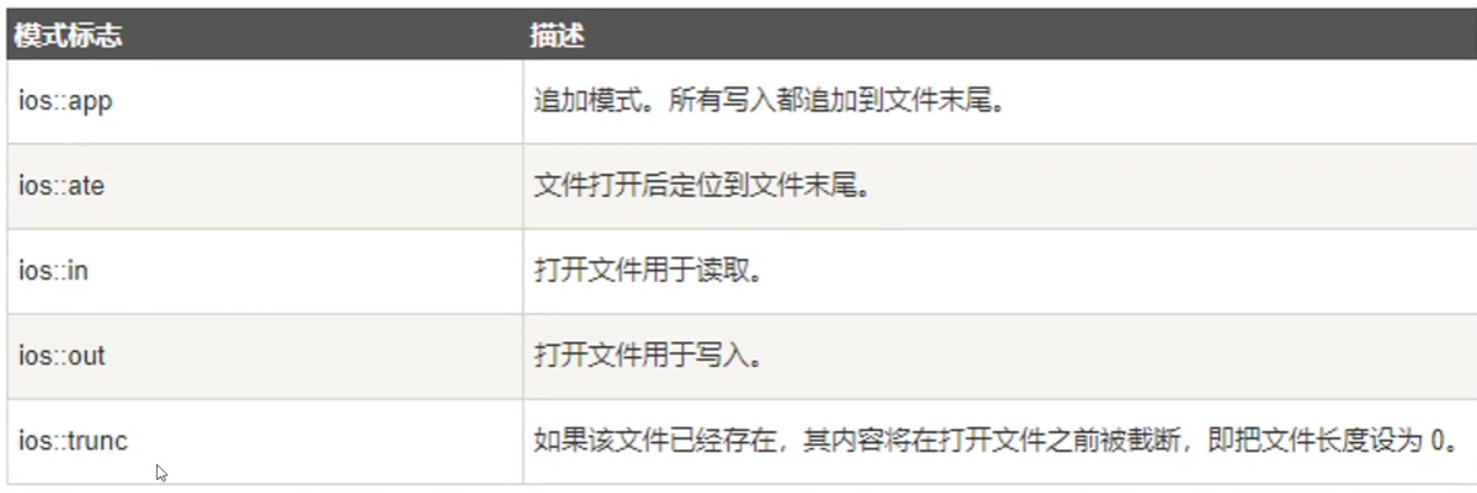 模式标志 描述
ios::app 追加模式。所有写入都追加到文件末尾。
ios::ate 文件打开后定位到文件末尾。
ios::in 打开文件用于读取。
ios::out 打开文件用于写入。
ios::trunc 如果该文件已经存在，其内容将在打开文件之前被截断，即把文件长度设为 0。